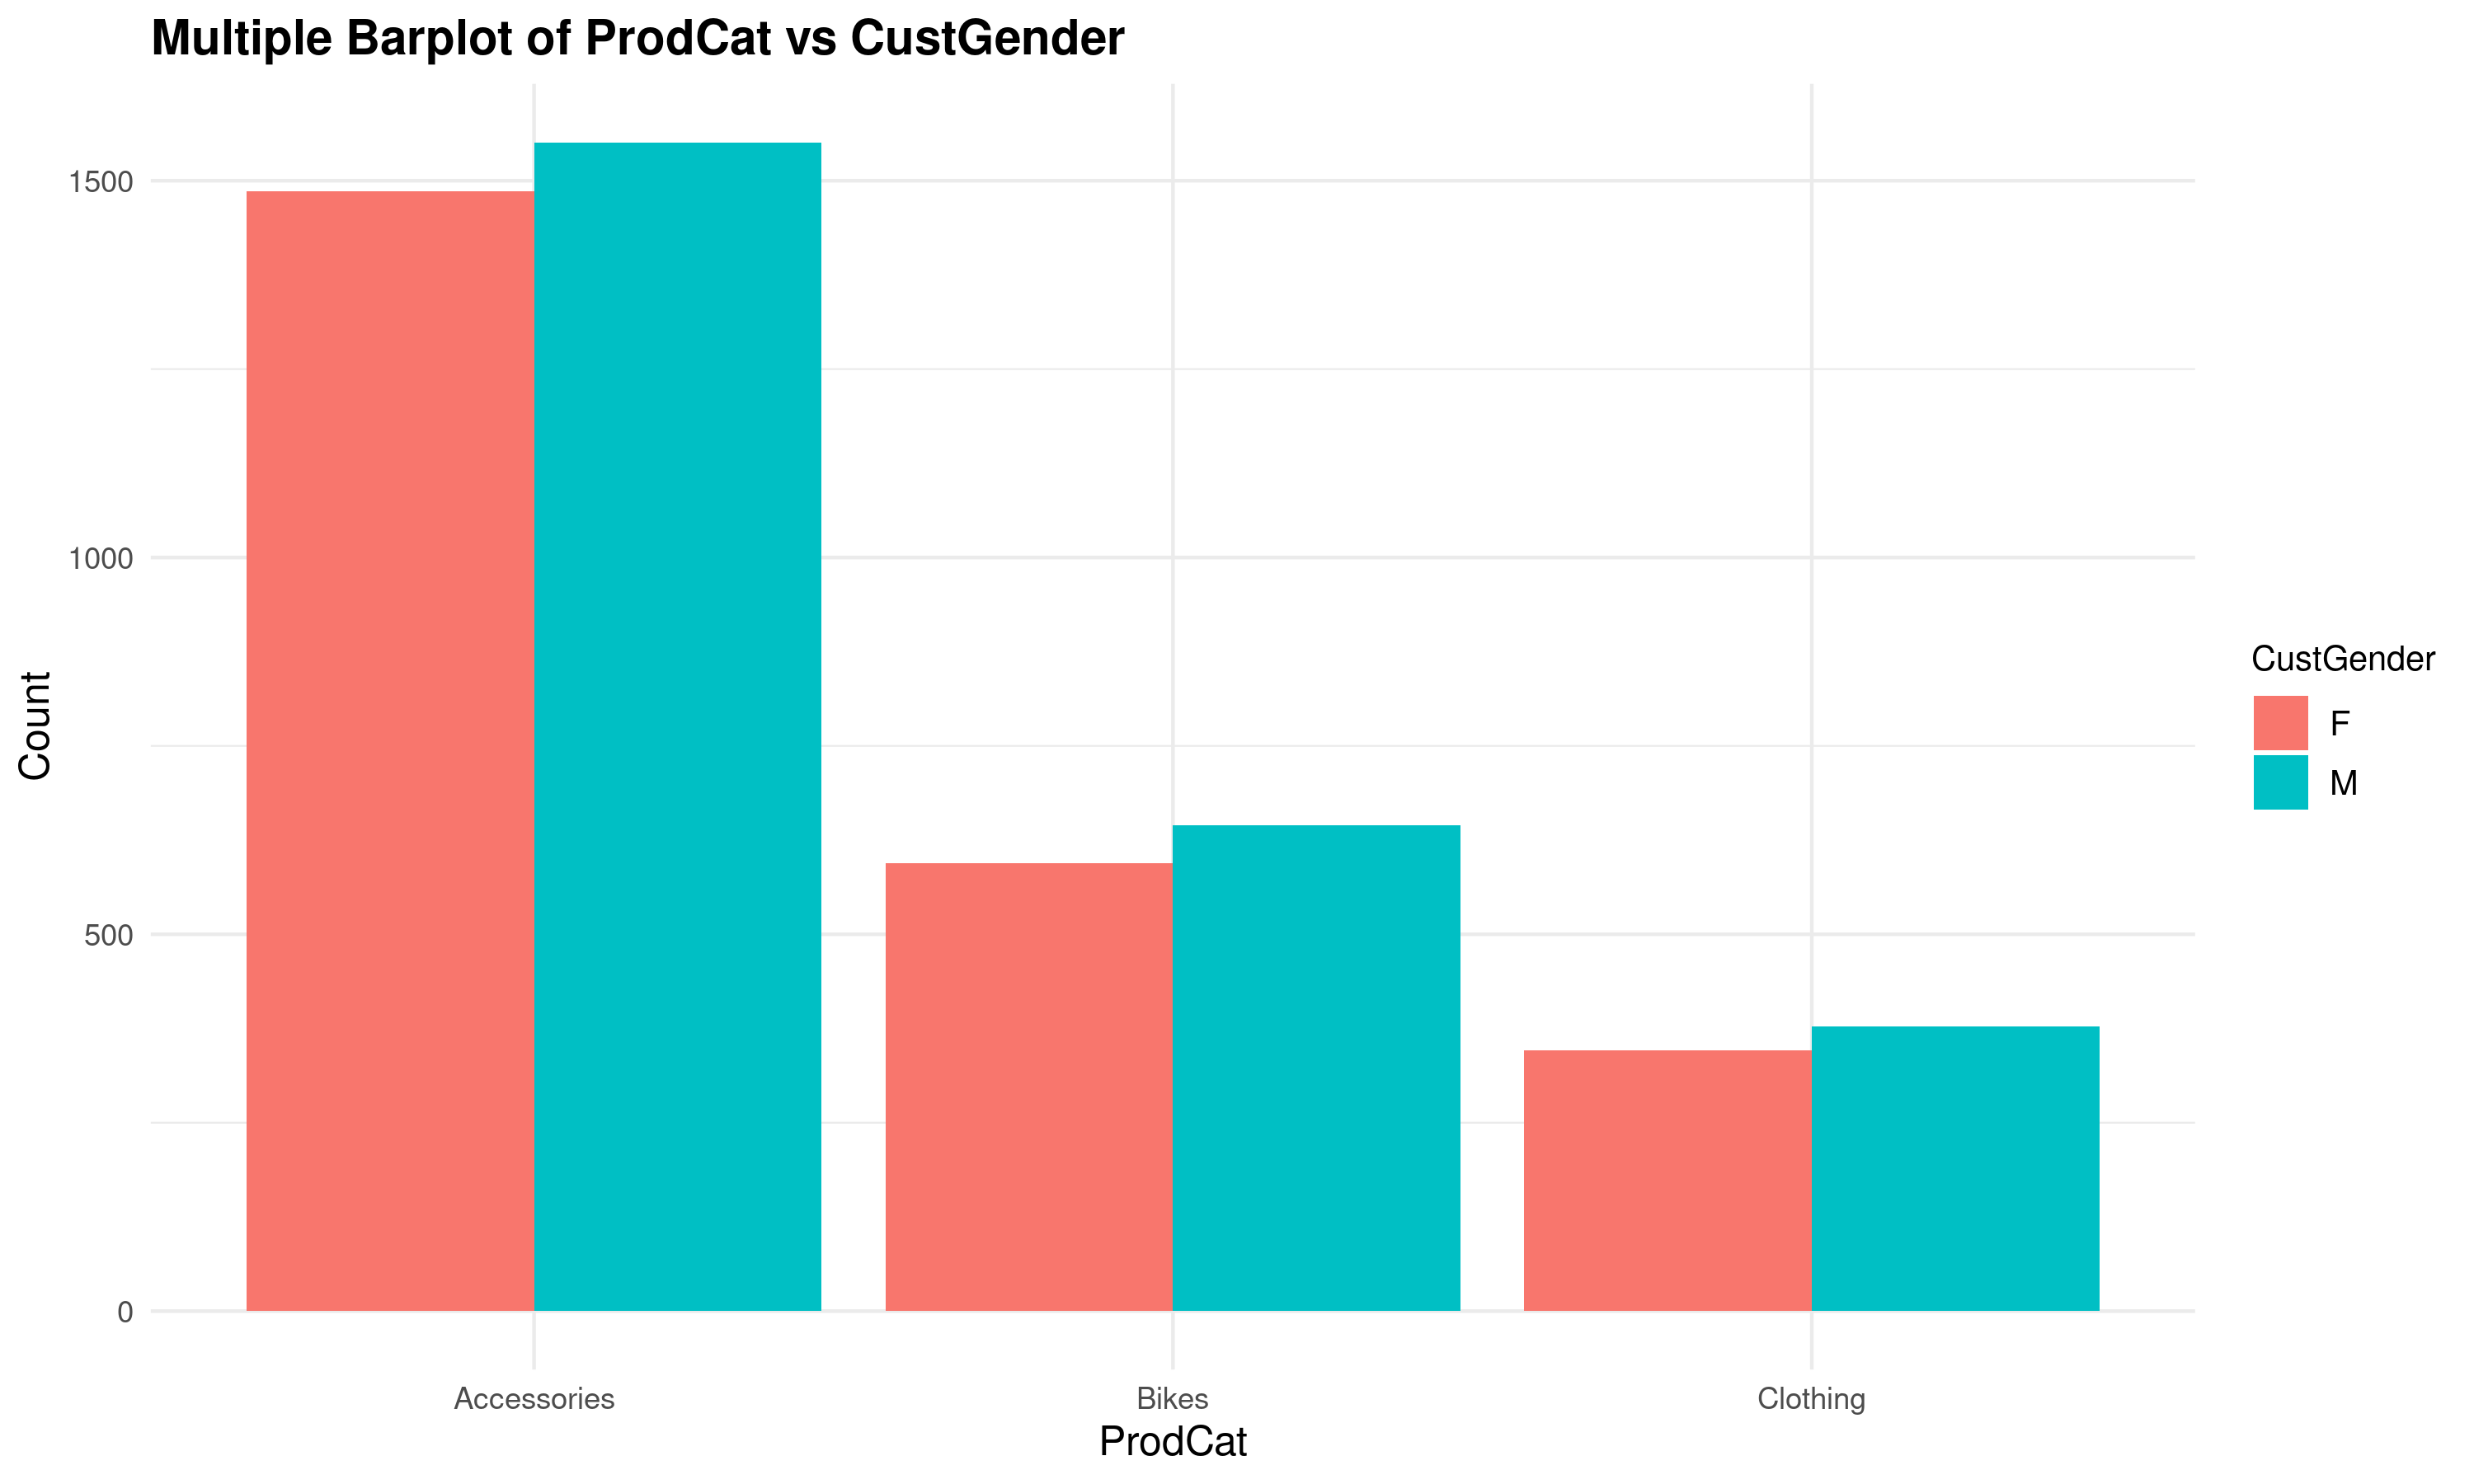 Multiple Barplot of ProdCat vs CustGender
Count
1500
1000
500
0
Accessories
Bikes
Clothing
ProdCat
CustGender
F
M